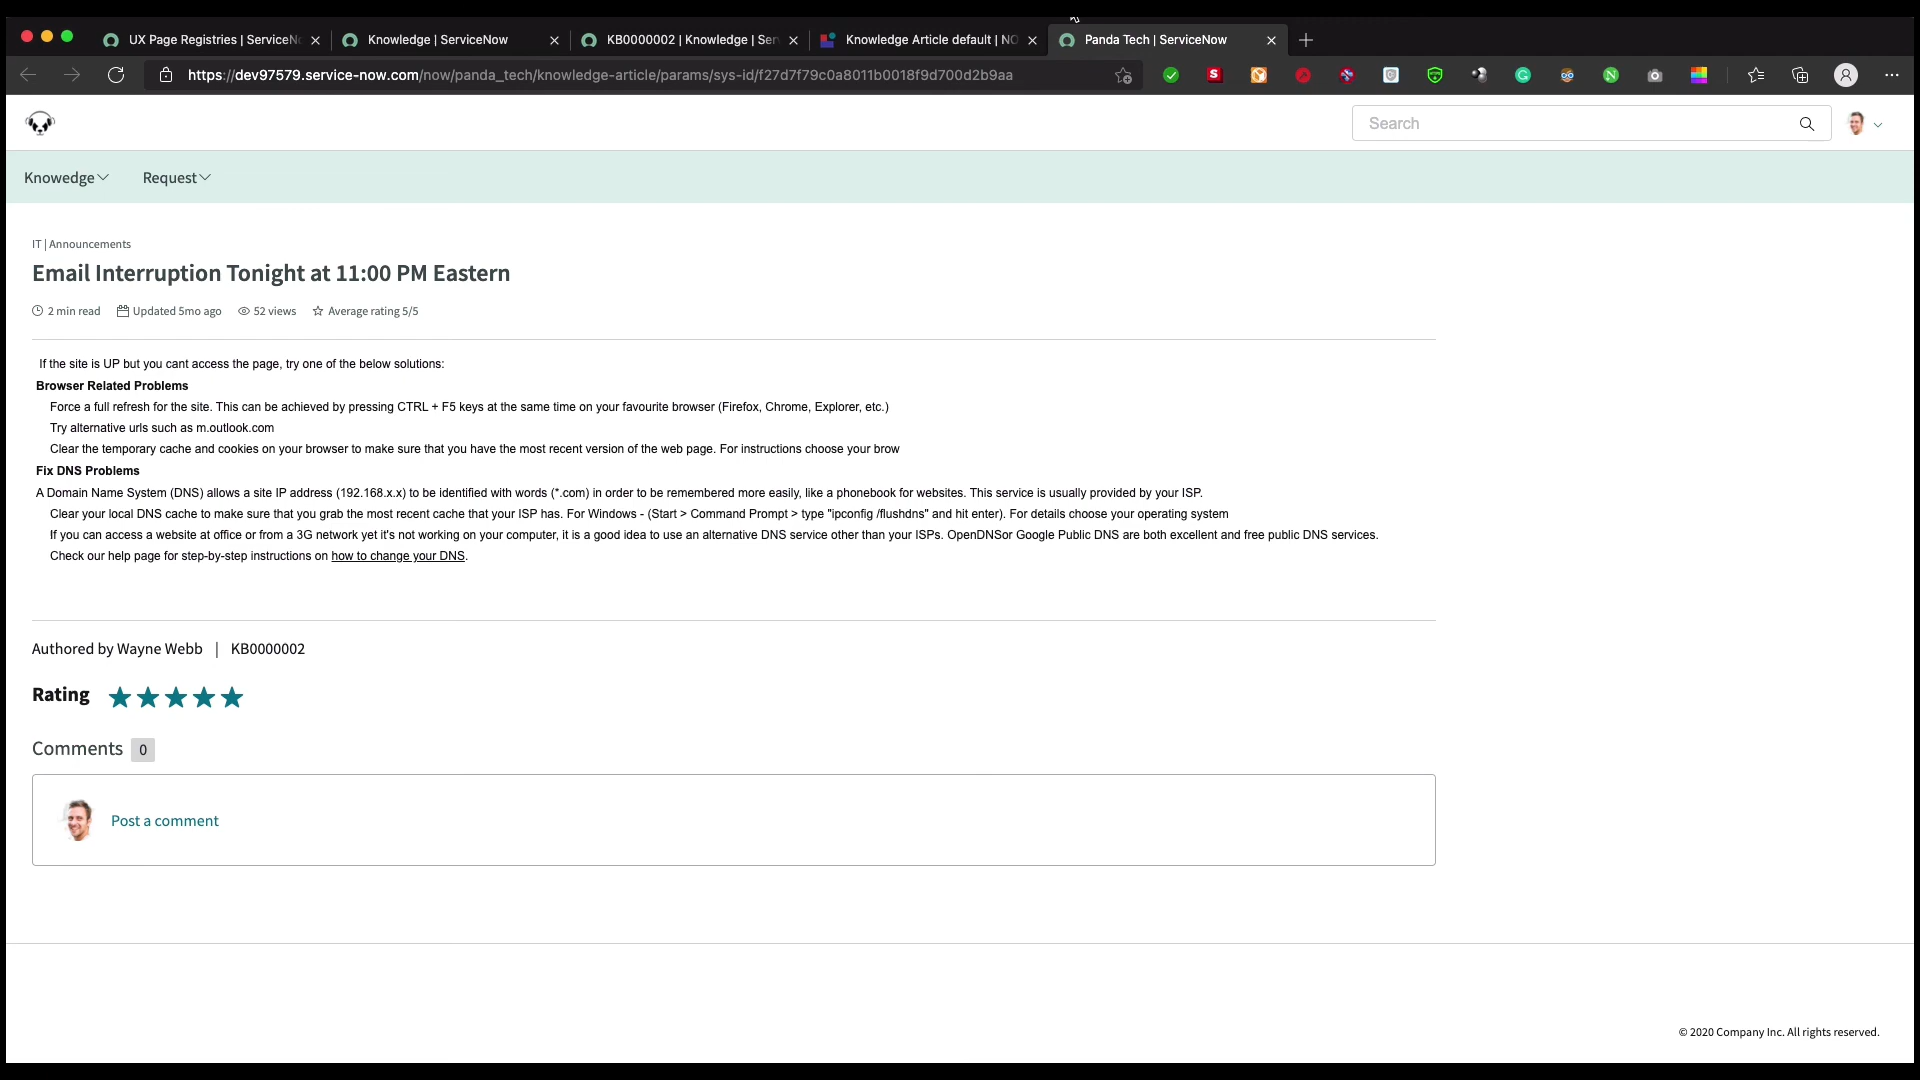 UX Page Registries | ServiceN
Knowledge | ServiceNow
KB0000002 | Knowledge | Ser
Knowledge Article default | NO
Panda Tech | ServiceNow
https://dev97579.service-now.com/now/panda_tech/knowledge-article/params/sys-id/f27d7f79c0a8011b0018f9d700d2b9aa
Search
Knowedge
Request
IT | Announcements
Email Interruption Tonight at 11:00 PM Eastern
2 min read Updated 5mo ago 52 views Average rating 5/5
If the site is UP but you cant access the page, try one of the below solutions:
Browser Related Problems
Force a full refresh for the site. This can be achieved by pressing CTRL + F5 keys at the same time on your favourite browser (Firefox, Chrome, Explorer, etc.)
Try alternative urls such as m.outlook.com
Clear the temporary cache and cookies on your browser to make sure that you have the most recent version of the web page. For instructions choose your brow
Fix DNS Problems
A Domain Name System (DNS) allows a site IP address (192.168.x.x) to be identified with words (*.com) in order to be remembered more easily, like a phonebook for websites. This service is usually provided by your ISP.
Clear your local DNS cache to make sure that you grab the most recent cache that your ISP has. For Windows - (Start > Command Prompt > type "ipconfig /flushdns" and hit enter). For details choose your operating system
If you can access a website at office or from a 3G network yet it's not working on your computer, it is a good idea to use an alternative DNS service other than your ISPs. OpenDNSor Google Public DNS are both excellent and free public DNS services.
Check our help page for step-by-step instructions on how to change your DNS.
Authored by Wayne Webb | KB0000002
Rating
Comments 0
Post a comment
© 2020 Company Inc. All rights reserved.